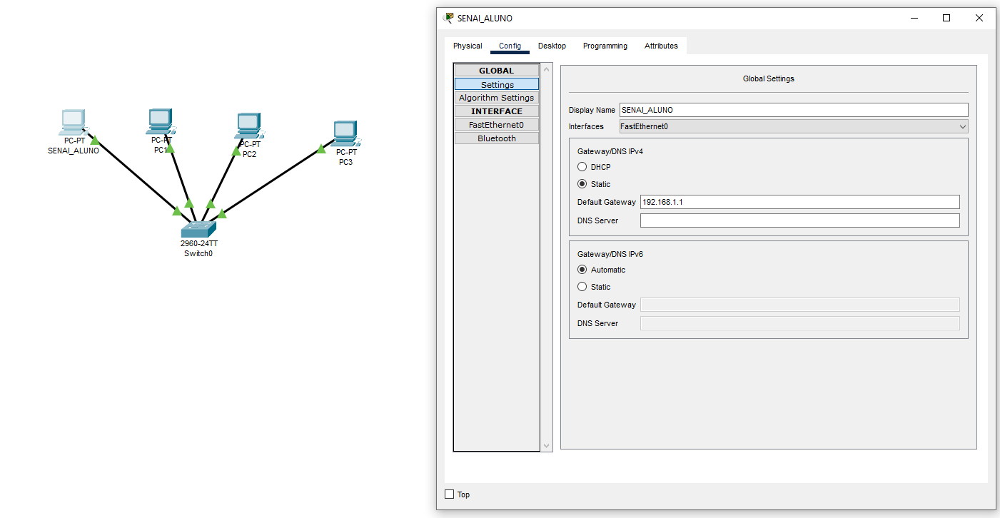 SENAI_ALUNO
Physical Config Desktop Programming Attributes
GLOBAL
Settings
Algorithm Settings
INTERFACE
FastEthernet0
Bluetooth
Global Settings
Display Name SENAI_ALUNO
Interfaces FastEthernet0
Gateway/DNS IPv4
DHCP
Static
Default Gateway 192.168.1.1
DNS Server
Gateway/DNS IPv6
Automatic
Static
Default Gateway
DNS Server
Top
PC-PT
SENAI_ALUNO
PC-PT
PC1
PC-PT
PC2
PC-PT
PC3
2960-24TT
Switch0